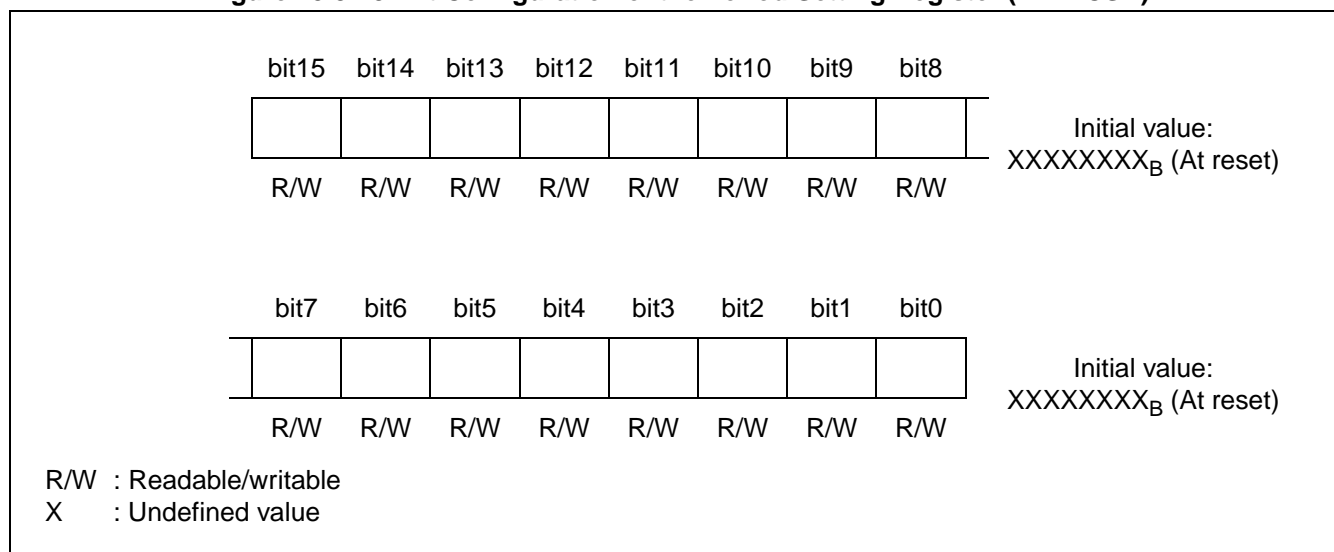 bit15 bit14 bit13 bit12 bit11 bit10 bit9 bit8
Initial value:
XXXXXXXXB (At reset)
R/W R/W R/W R/W R/W R/W R/W R/W
bit7 bit6 bit5 bit4 bit3 bit2 bit1 bit0
Initial value:
XXXXXXXXB (At reset)
R/W R/W R/W R/W R/W R/W R/W R/W
R/W : Readable/writable
X : Undefined value